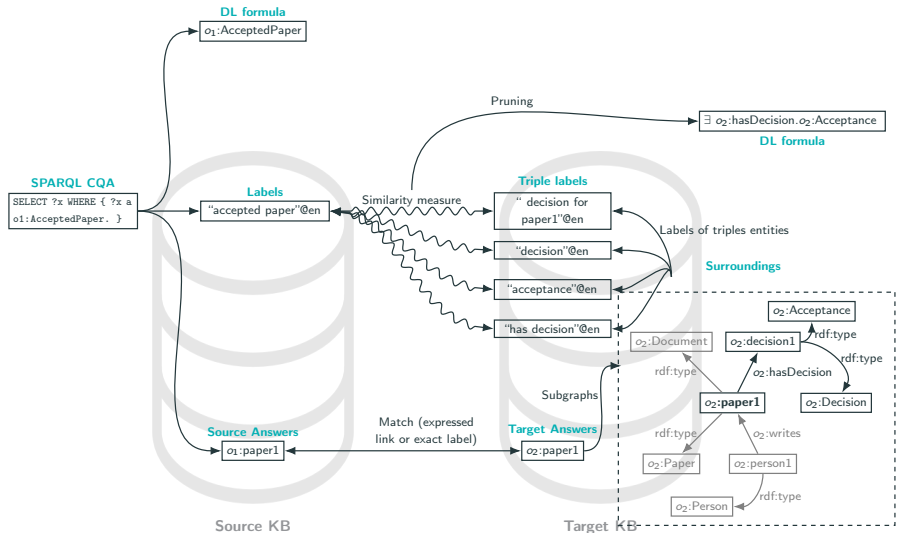 DL formula
o₁:AcceptedPaper
Pruning
∃ o₂:hasDecision.o₂:Acceptance
DL formula
SPARQL CQA
SELECT ?x WHERE { ?x a
o1:AcceptedPaper. }
Labels
"accepted paper"@en
Similarity measure
Triple labels
" decision for
paper1"@en
"decision"@en
"acceptance"@en
"has decision"@en
Labels of triples entities
Surroundings
o₂:Acceptance
rdf:type
o₂:Document
o₂:decision1
rdf:type
rdf:type
o₂:hasDecision
Subgraphs
o₂:paper1
o₂:Decision
Source Answers
o₁:paper1
Match (expressed
link or exact label)
Target Answers
o₂:paper1
rdf:type
o₂:writes
o₂:Paper
o₂:person1
rdf:type
o₂:Person
Source KB
Target KB